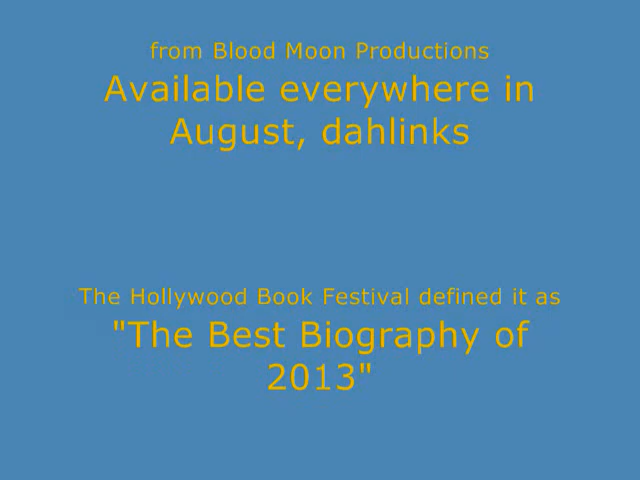 from Blood Moon Productions
Available everywhere in
August, dahlinks
The Hollywood Book Festival defined it as
"The Best Biography of
2013"